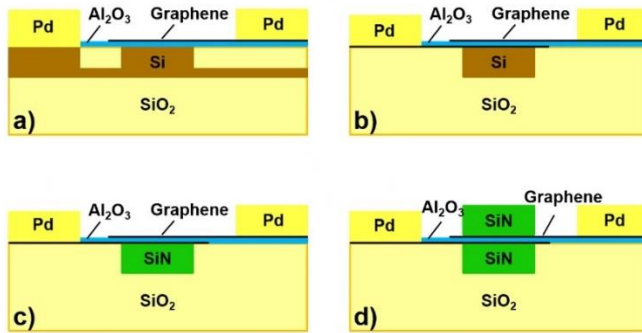 Al₂O₃ Graphene
Pd Pd
Si
SiO₂
a)
Al₂O₃ Graphene
Pd Pd
Si
SiO₂
b)
Al₂O₃ Graphene
Pd Pd
SiN
SiO₂
c)
Graphene
Al₂O₃
Pd SiN Pd
SiN
SiO₂
d)